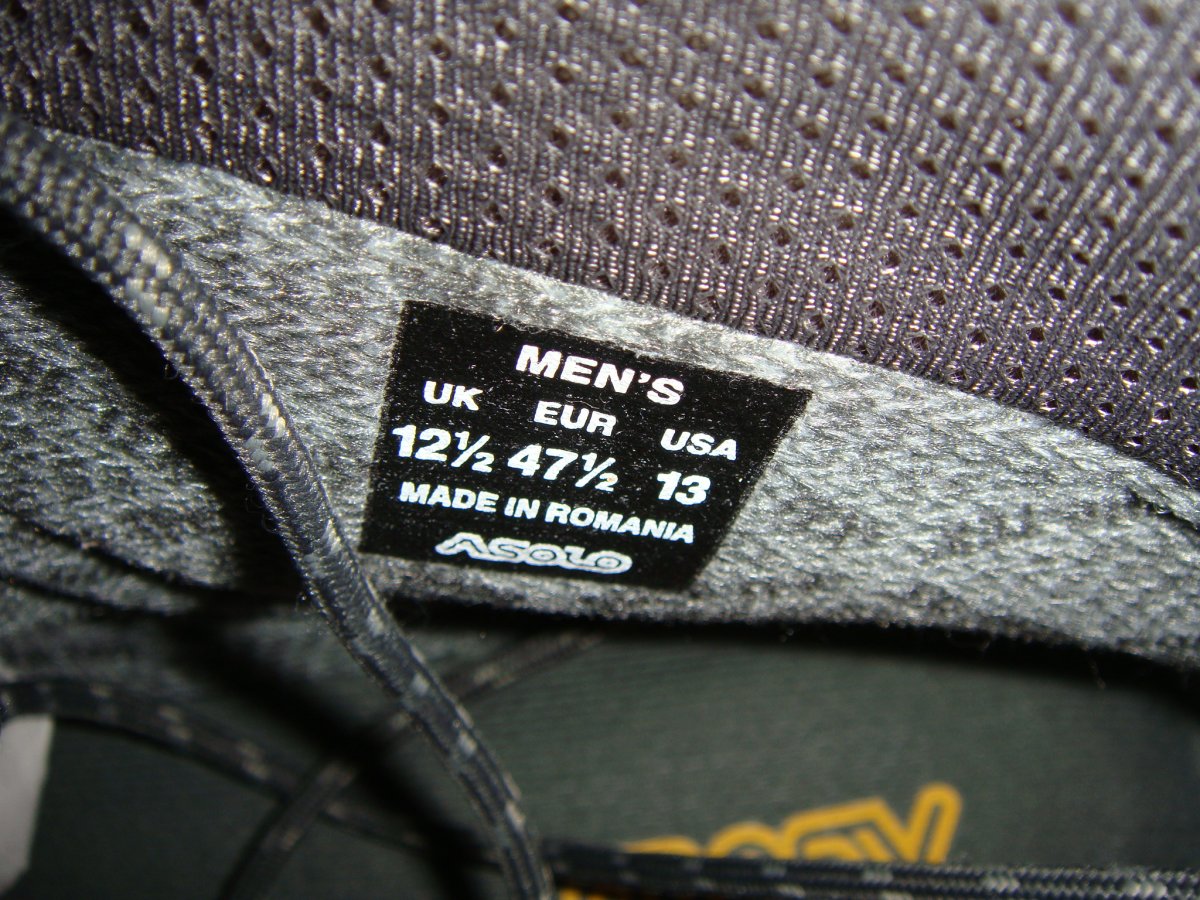 MEN'S
UK EUR USA
12½ 47½ 13
MADE IN ROMANIA
ASOLO